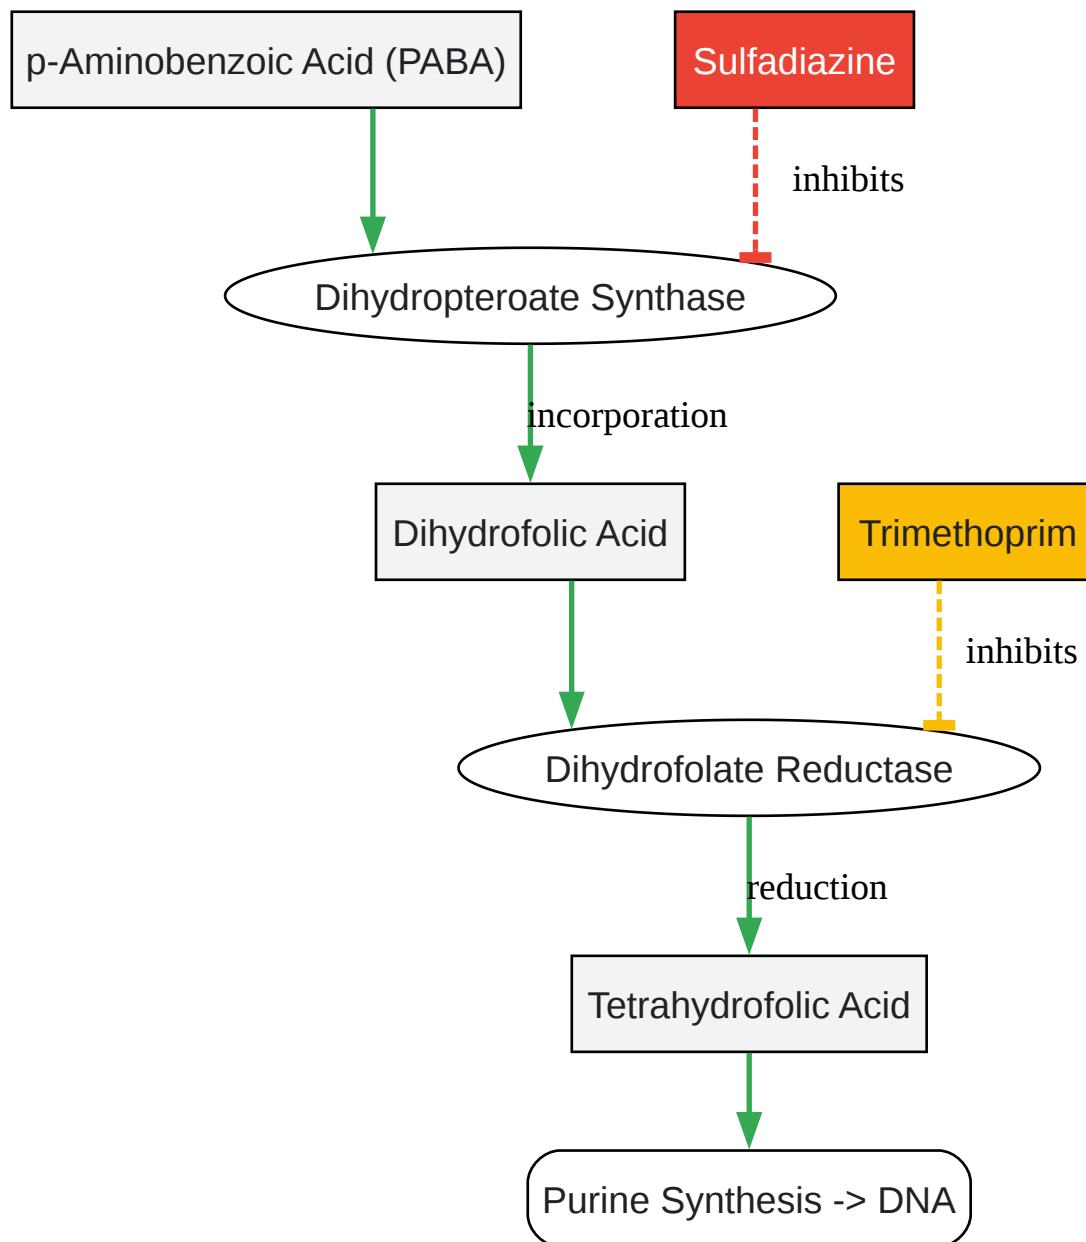 p-Aminobenzoic Acid (PABA)
Sulfadiazine
inhibits
Dihydropteroate Synthase
incorporation
Dihydrofolic Acid
Trimethoprim
inhibits
Dihydrofolate Reductase
reduction
Tetrahydrofolic Acid
Purine Synthesis -> DNA